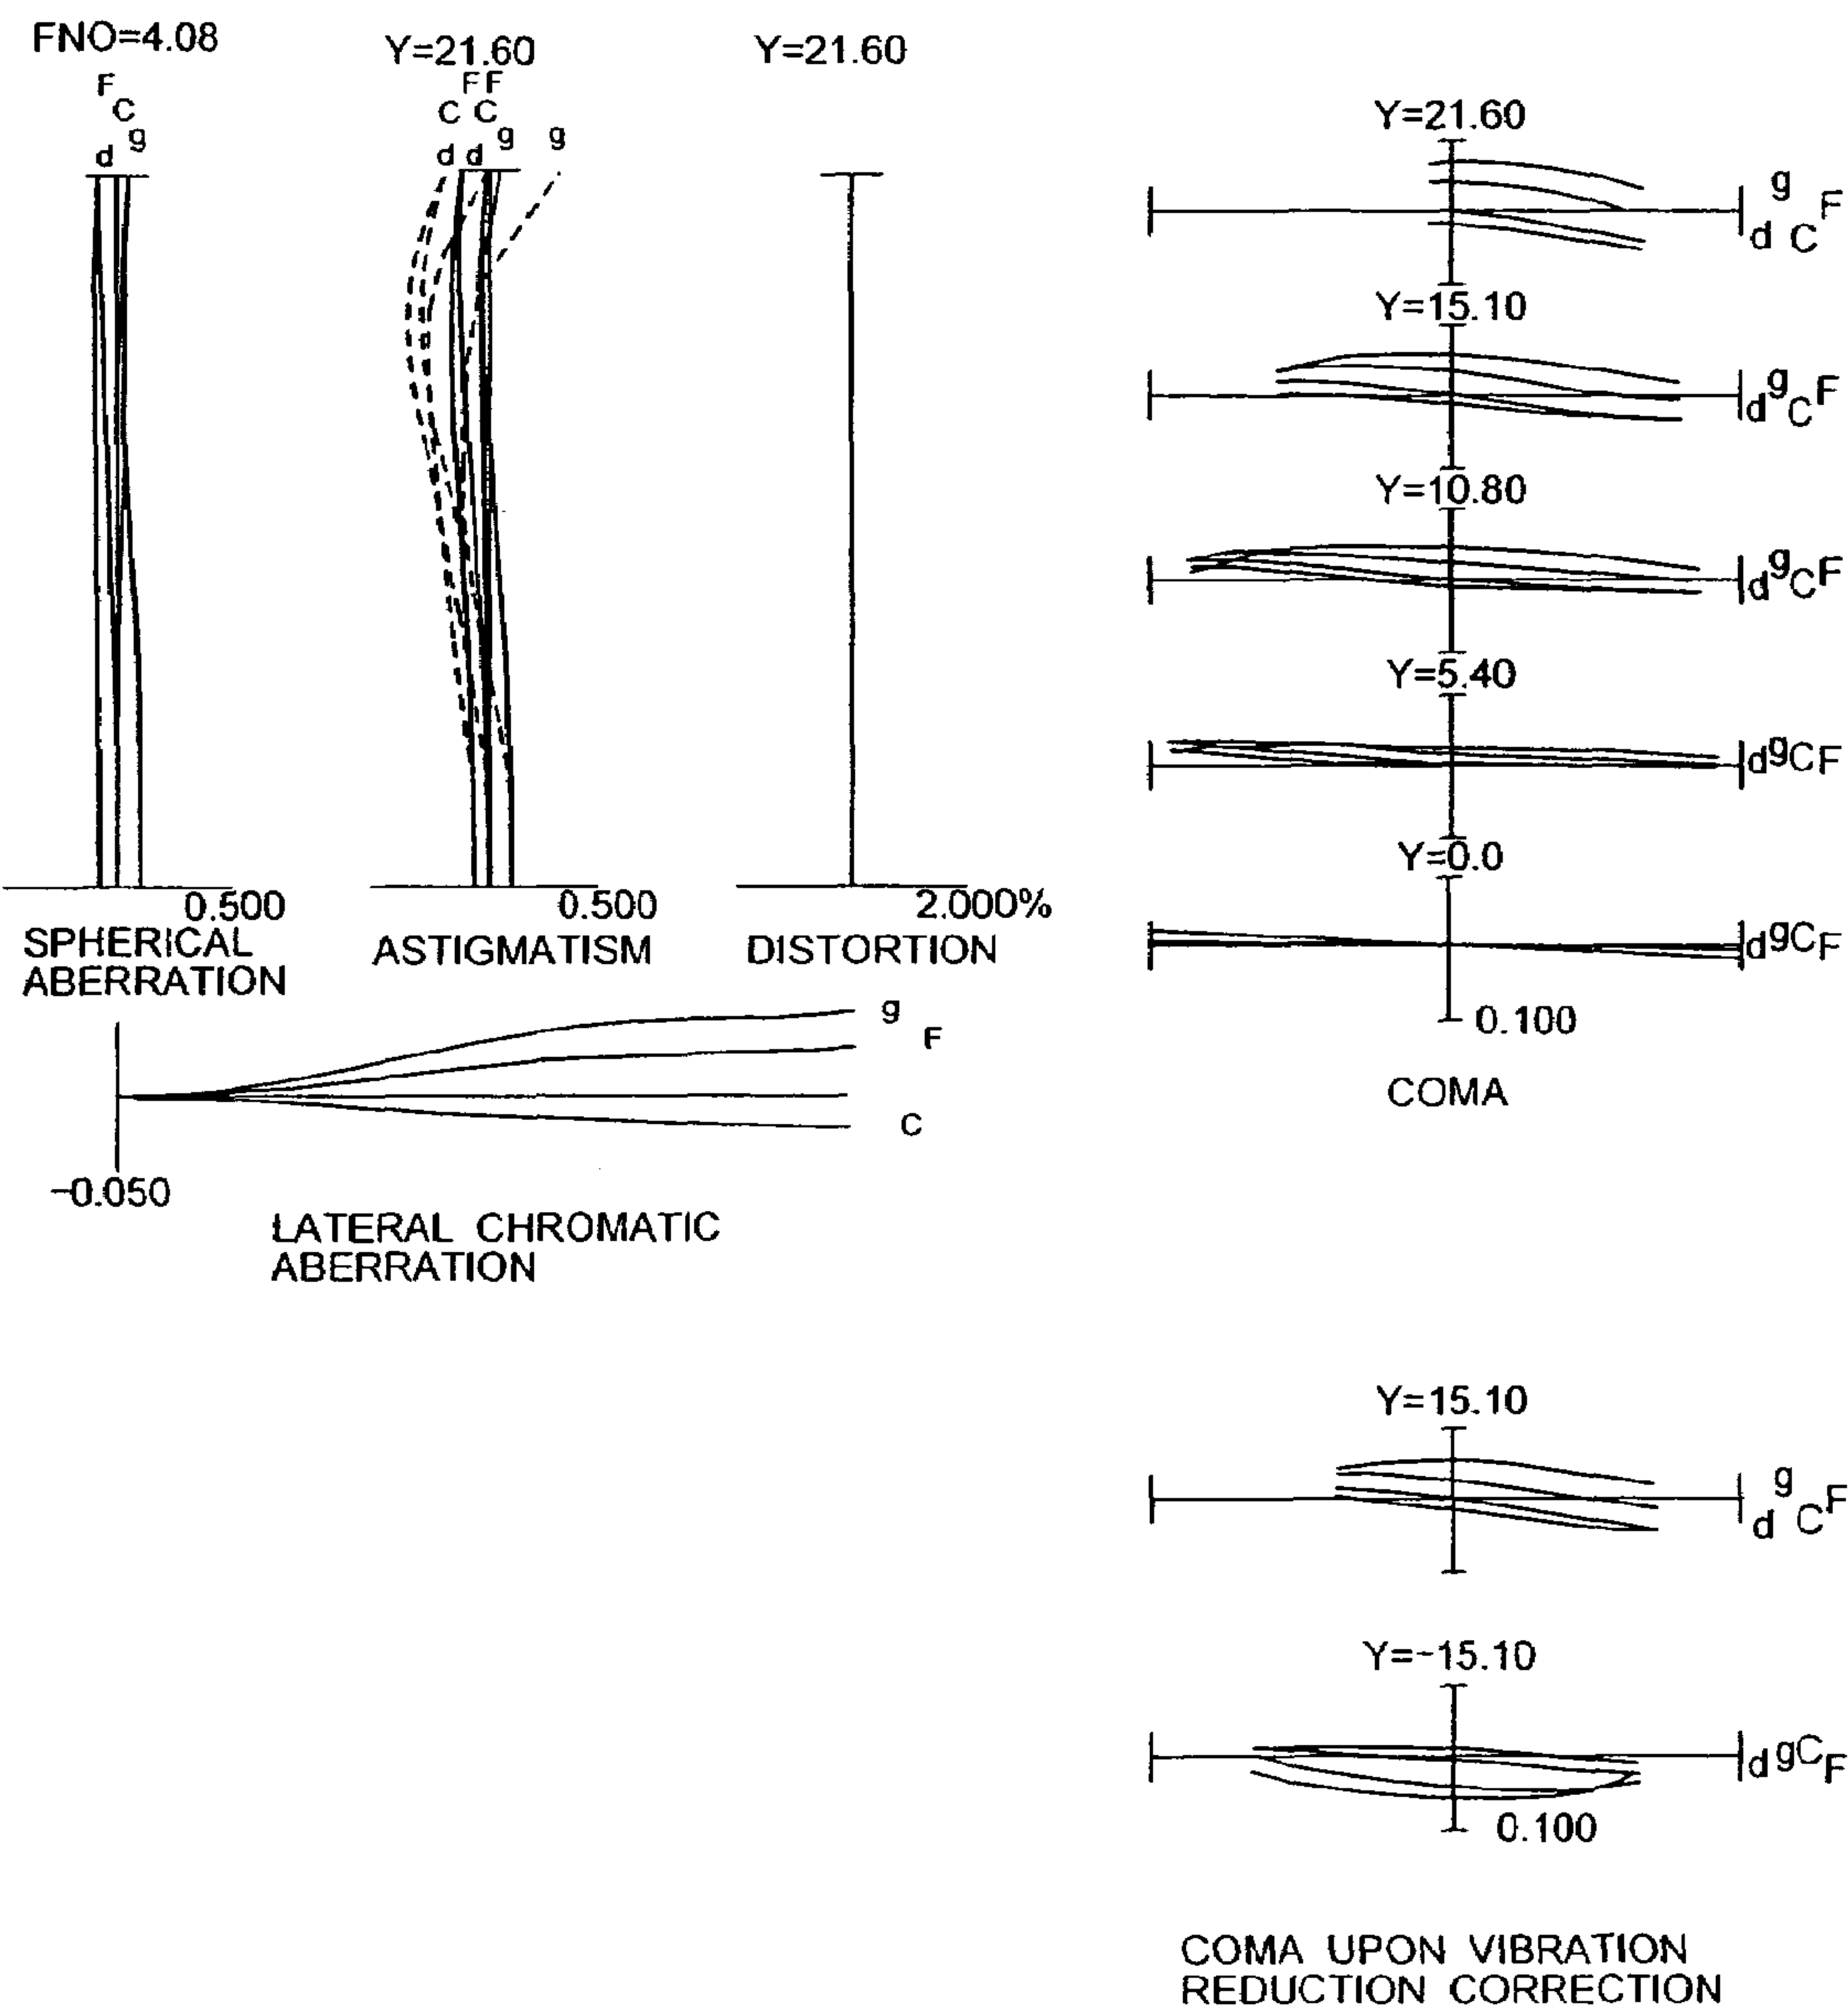 FNO=4.08
F
C
g
d
Y=21.60
F F
C C
g g
d d
Y=21.60
0.500
SPHERICAL
ABERRATION
0.500
ASTIGMATISM
2.000%
DISTORTION
g
F
C
-0.050
LATERAL CHROMATIC
ABERRATION
Y=21.60
g F
d C
Y=15.10
d g C F
Y=10.80
d g C F
Y=5.40
d g C F
Y=0.0
d g C F
0.100
COMA
Y=15.10
g F
d C
Y=-15.10
d g C F
0.100
COMA UPON VIBRATION
REDUCTION CORRECTION